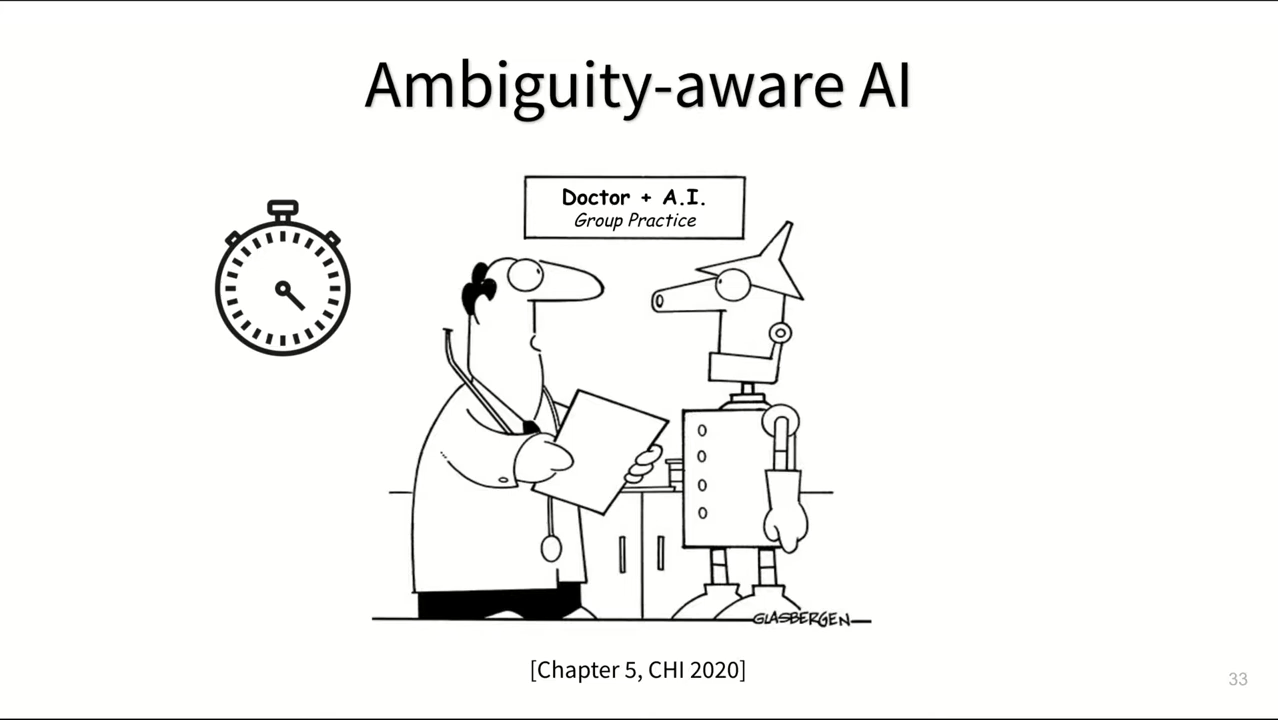 Ambiguity-aware AI
Doctor + A.I.
Group Practice
GLASBERGEN
[Chapter 5, CHI 2020]
33